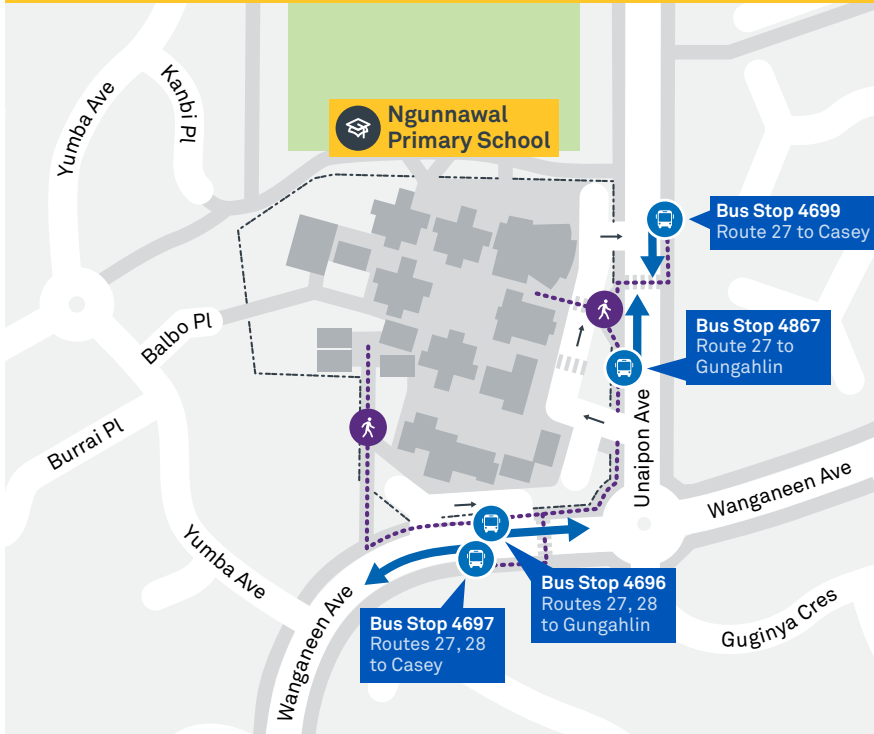 Yumba Ave
Kanbi Pl
Ngunnawal
Primary School
Bus Stop 4699
Route 27 to Casey
Balbo Pl
Bus Stop 4867
Route 27 to
Gungahlin
Burrai Pl
Unaipon Ave
Wanganeen Ave
Yumba Ave
Bus Stop 4696
Routes 27, 28
to Gungahlin
Bus Stop 4697
Routes 27, 28
to Casey
Wanganeen Ave
Guginya Cres